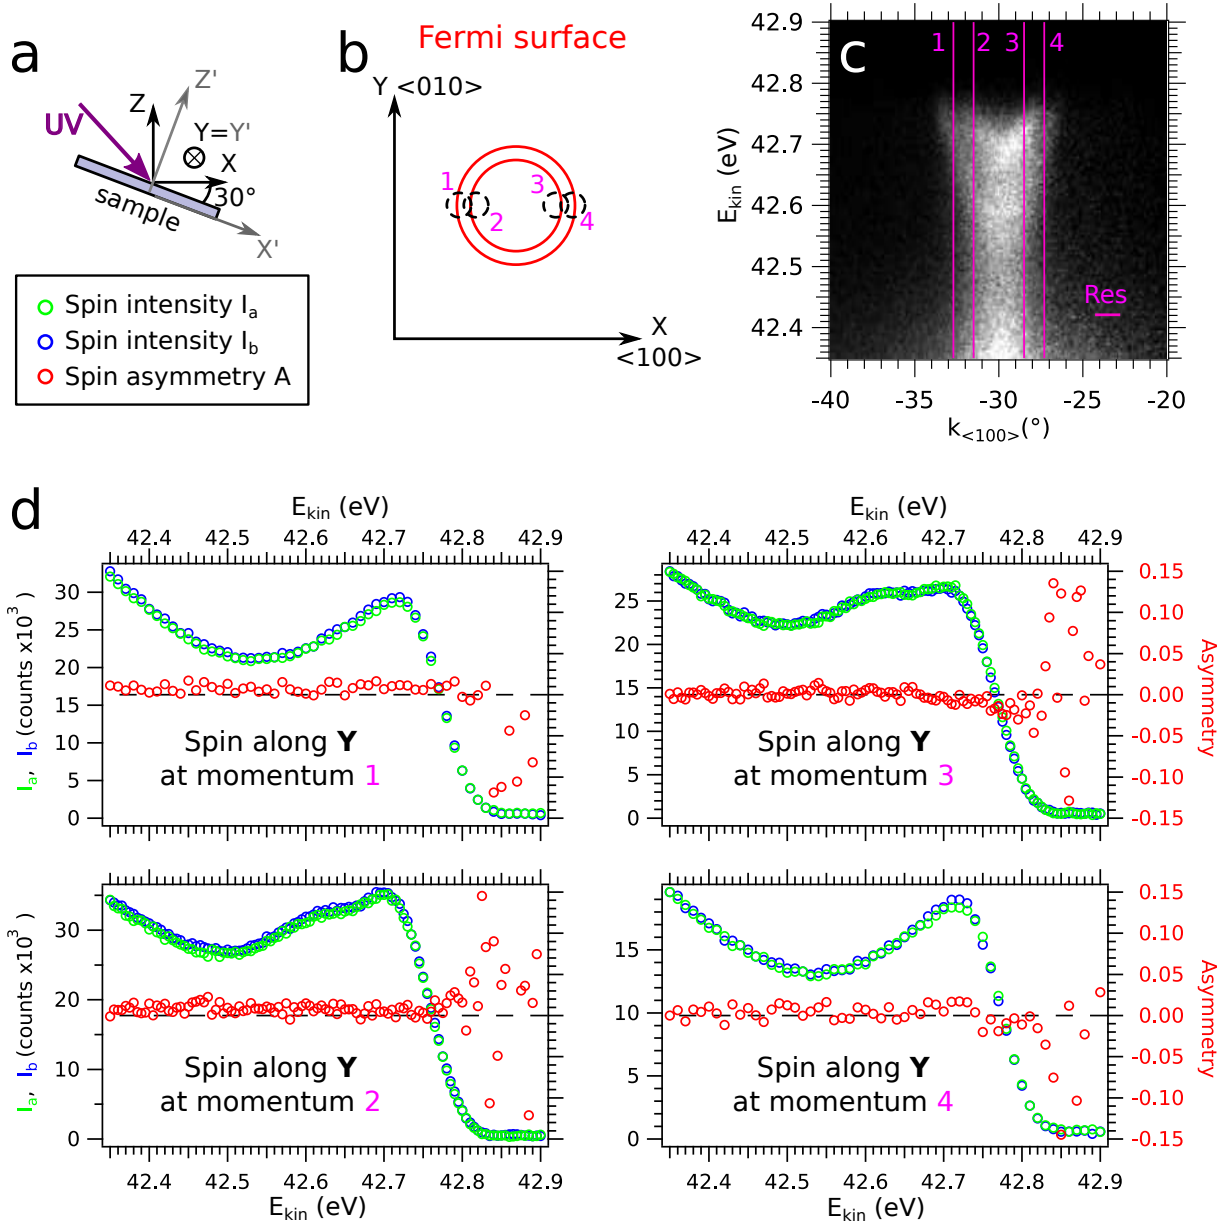 a
Z'
Z
UV
Y=Y'
X
30°
sample
X'
Spin intensity Ia
Spin intensity Ib
Spin asymmetry A
b
Fermi surface
Y <010>
1
2
3
4
X
<100>
c
1 2 3 4
Res
42.9
42.8
42.7
42.6
42.5
42.4
Ekin (eV)
-40 -35 -30 -25 -20
k<100>(°)
d
Ekin (eV)
42.4 42.5 42.6 42.7 42.8 42.9
30
25
20
15
10
5
0
Ia, Ib (counts x10³)
Spin along Y
at momentum 1
Ekin (eV)
42.4 42.5 42.6 42.7 42.8 42.9
25
20
15
10
5
0
0.15
0.10
0.05
0.00
-0.05
-0.10
-0.15
Asymmetry
Spin along Y
at momentum 3
30
20
10
0
Ia, Ib (counts x10³)
Spin along Y
at momentum 2
42.4 42.5 42.6 42.7 42.8 42.9
Ekin (eV)
15
10
5
0
0.15
0.10
0.05
0.00
-0.05
-0.10
-0.15
Asymmetry
Spin along Y
at momentum 4
42.4 42.5 42.6 42.7 42.8 42.9
Ekin (eV)